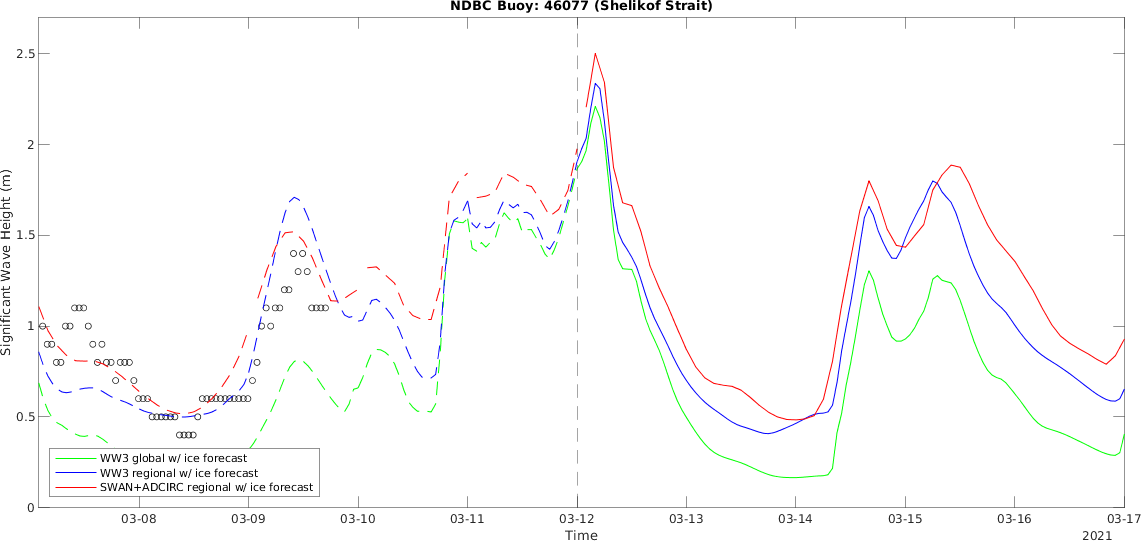 NDBC Buoy: 46077 (Shelikof Strait)
Significant Wave Height (m)
2.5
2
1.5
1
0.5
0
WW3 global w/ ice forecast
WW3 regional w/ ice forecast
SWAN+ADCIRC regional w/ ice forecast
03-08 03-09 03-10 03-11 03-12 03-13 03-14 03-15 03-16 03-17
Time
2021